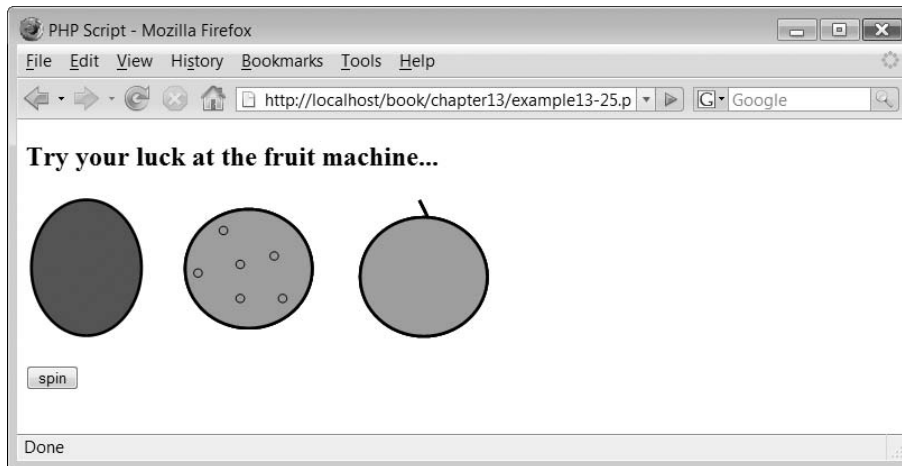 PHP Script - Mozilla Firefox
File Edit View History Bookmarks Tools Help
http://localhost/book/chapter13/example13-25.p G Google
Try your luck at the fruit machine...
spin
Done